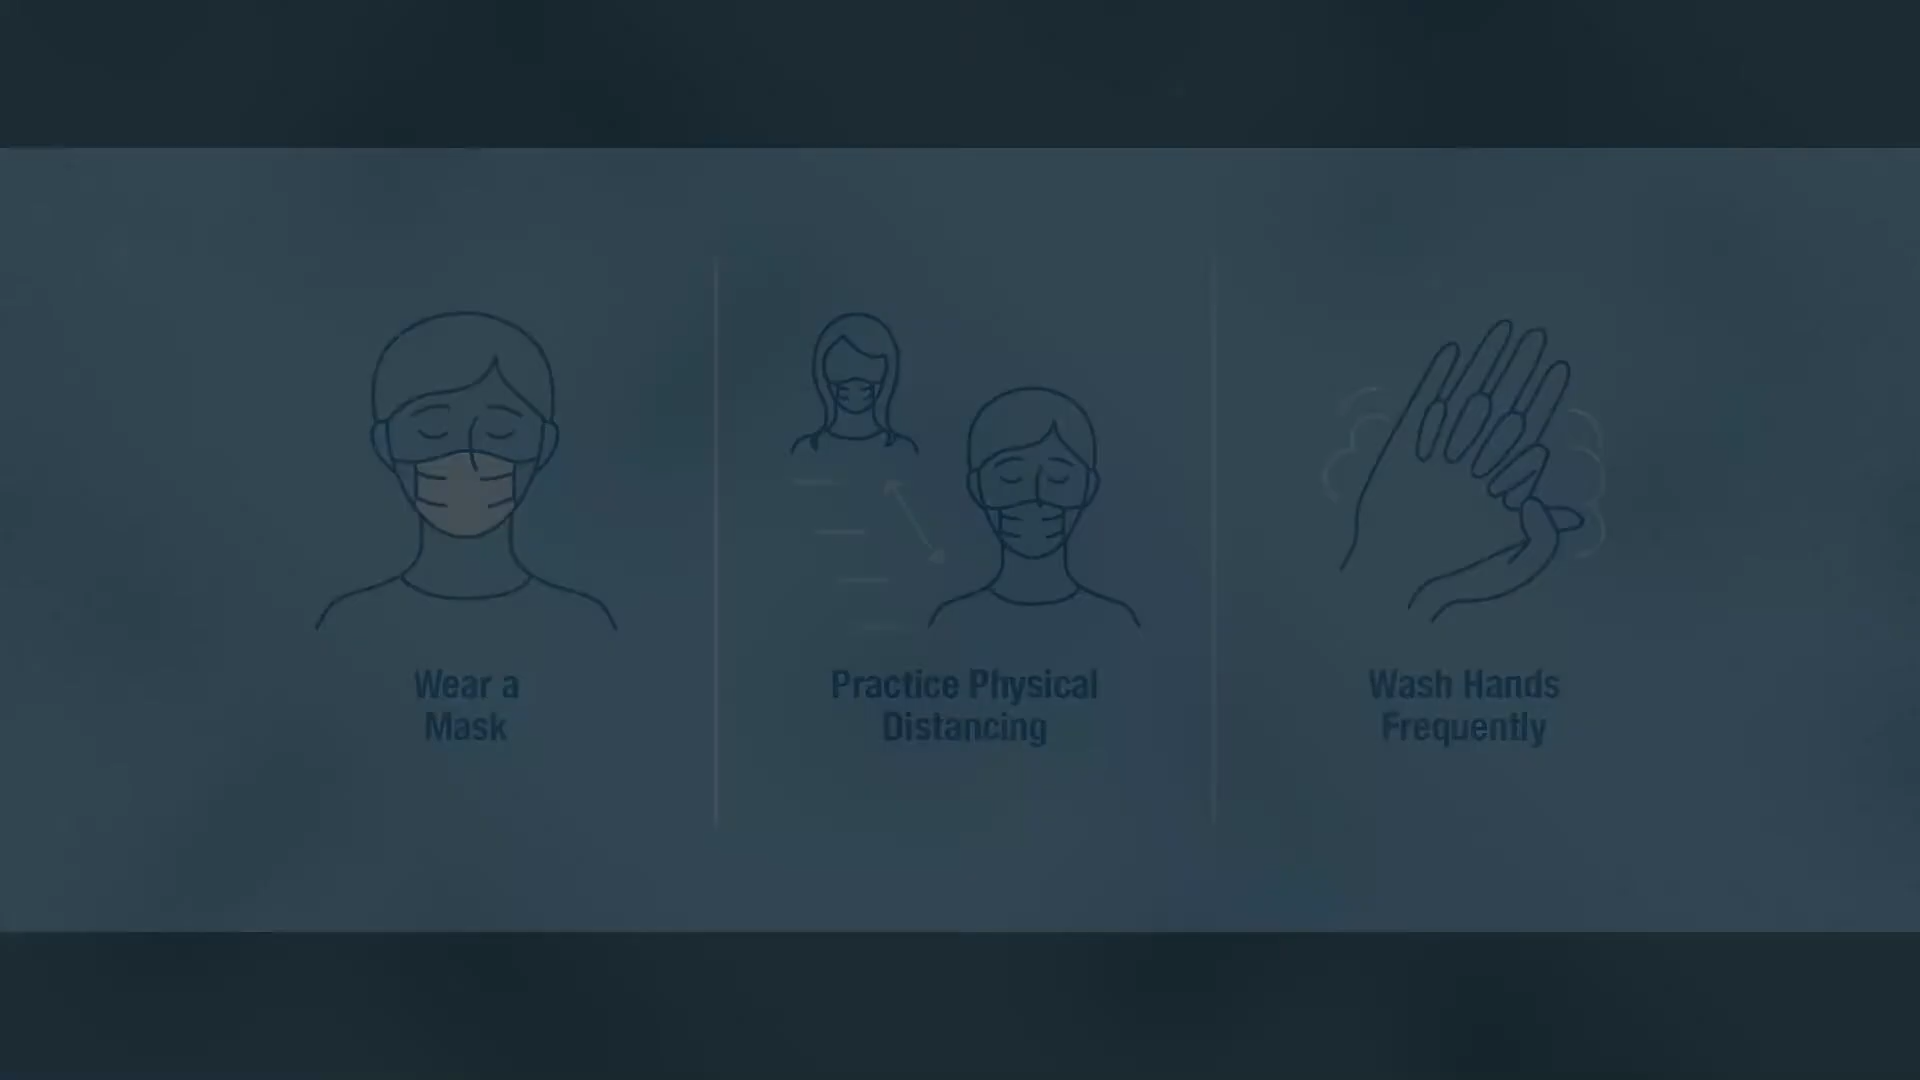 Wear a
Mask
Practice Physical
Distancing
Wash Hands
Frequently